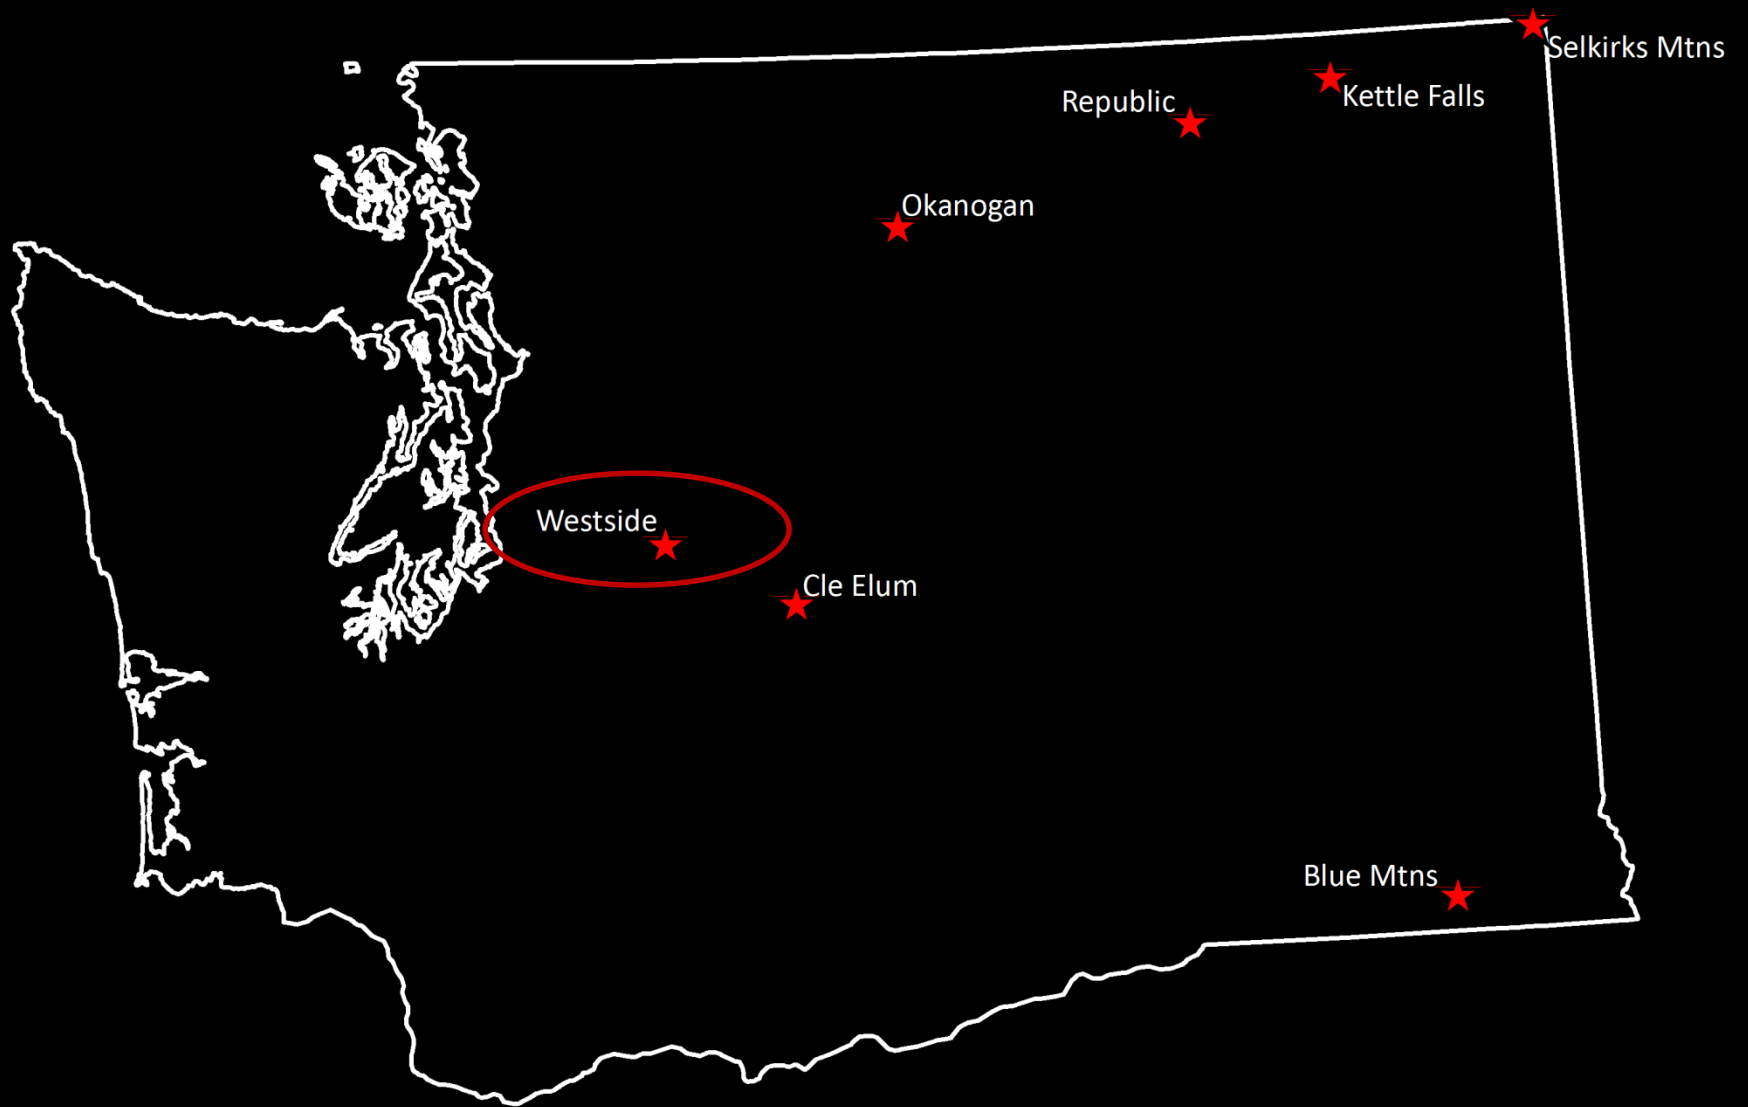 Selkirks Mtns
Kettle Falls
Republic
Okanogan
Westside
Cle Elum
Blue Mtns